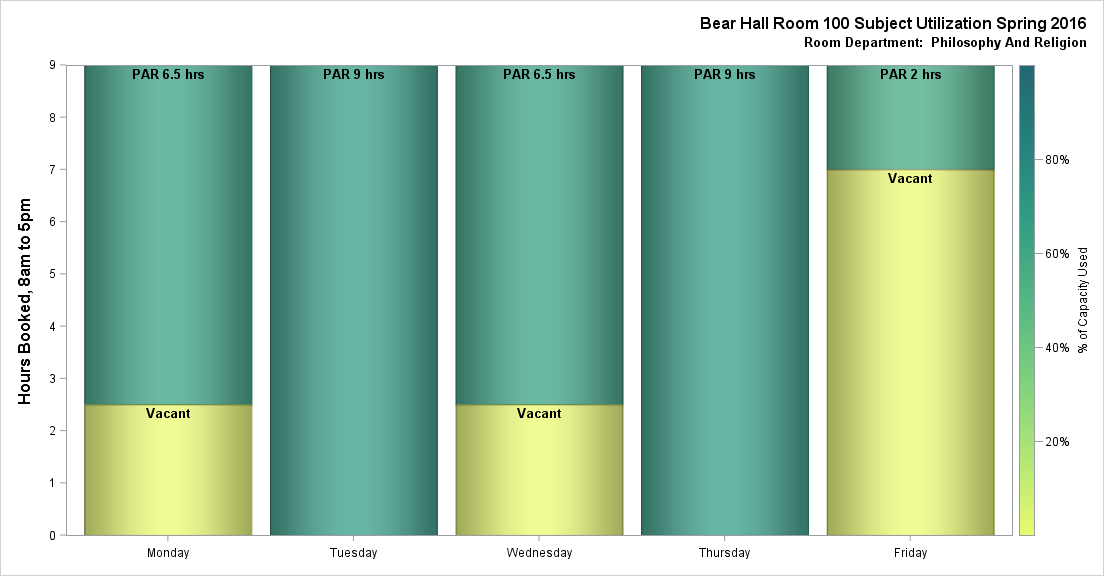 Bear Hall Room 100 Subject Utilization Spring 2016
Room Department:  Philosophy And Religion
Hours Booked, 8am to 5pm
9
8
7
6
5
4
3
2
1
0
PAR 6.5 hrs
PAR 9 hrs
PAR 6.5 hrs
PAR 9 hrs
PAR 2 hrs
Vacant
Vacant
Vacant
Monday
Tuesday
Wednesday
Thursday
Friday
80%
60%
40%
20%
% of Capacity Used